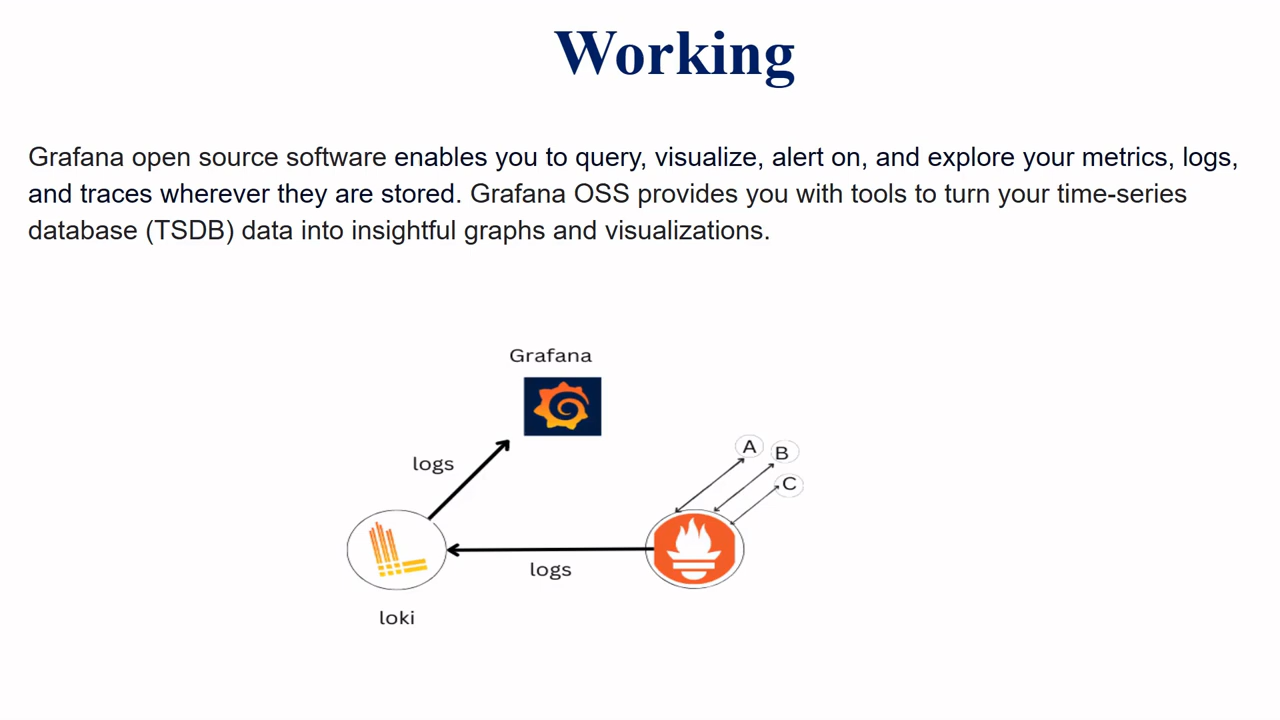 Working
Grafana open source software enables you to query, visualize, alert on, and explore your metrics, logs,
and traces wherever they are stored. Grafana OSS provides you with tools to turn your time-series
database (TSDB) data into insightful graphs and visualizations.
Grafana
A
B
logs
C
logs
loki